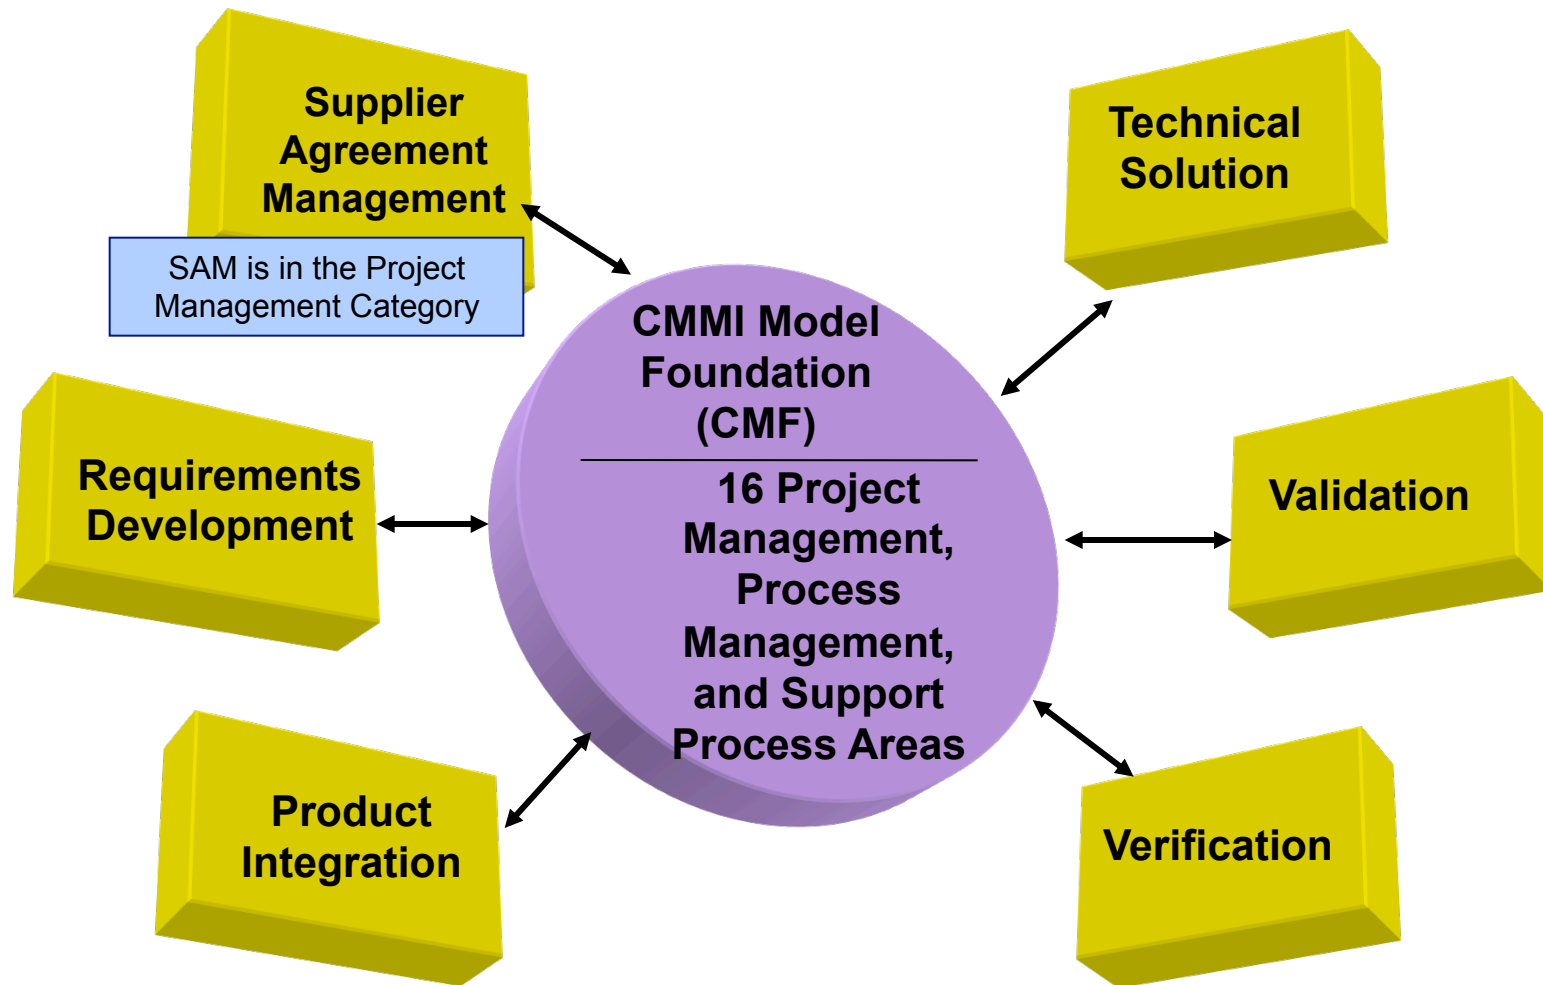 Supplier
Agreement
Management
SAM is in the Project
Management Category
Technical
Solution
CMMI Model
Foundation
(CMF)
16 Project
Management,
Process
Management,
and Support
Process Areas
Requirements
Development
Validation
Product
Integration
Verification